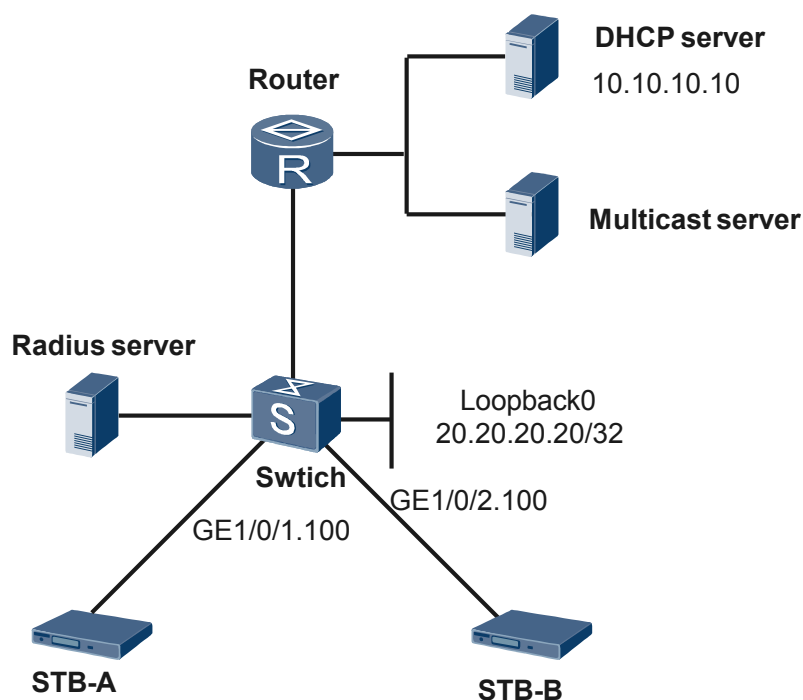 DHCP server
10.10.10.10
Router
R
Multicast server
Radius server
S
Loopback0
20.20.20.20/32
Swtich
GE1/0/2.100
GE1/0/1.100
STB-A
STB-B